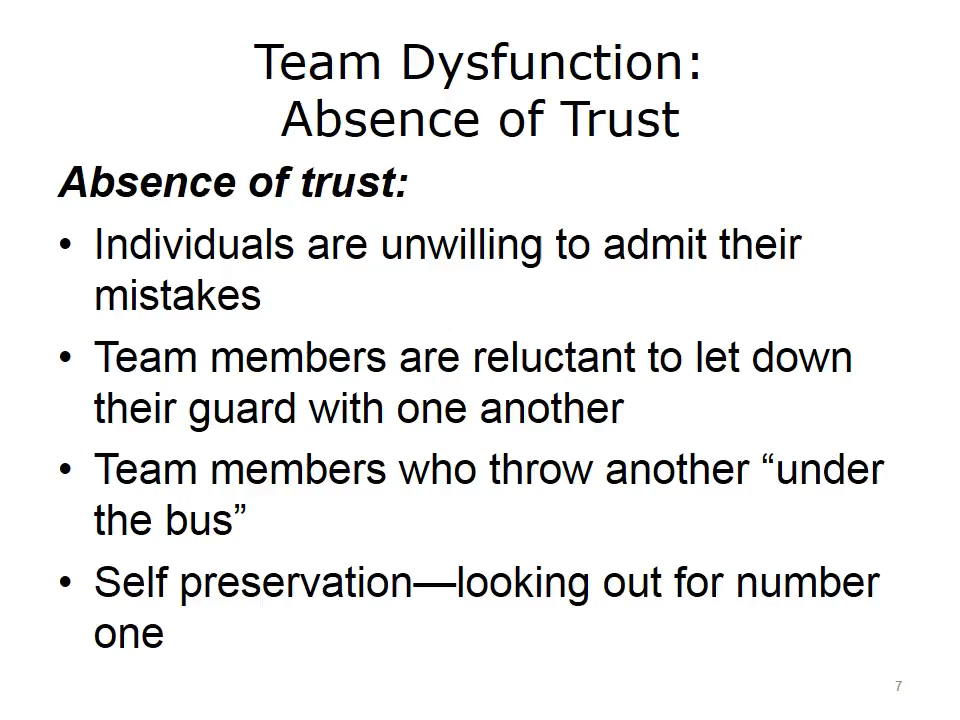 Team Dysfunction:
Absence of Trust
Absence of trust:
• Individuals are unwilling to admit their
mistakes
• Team members are reluctant to let down
their guard with one another
• Team members who throw another “under
the bus”
• Self preservation—looking out for number
one
7